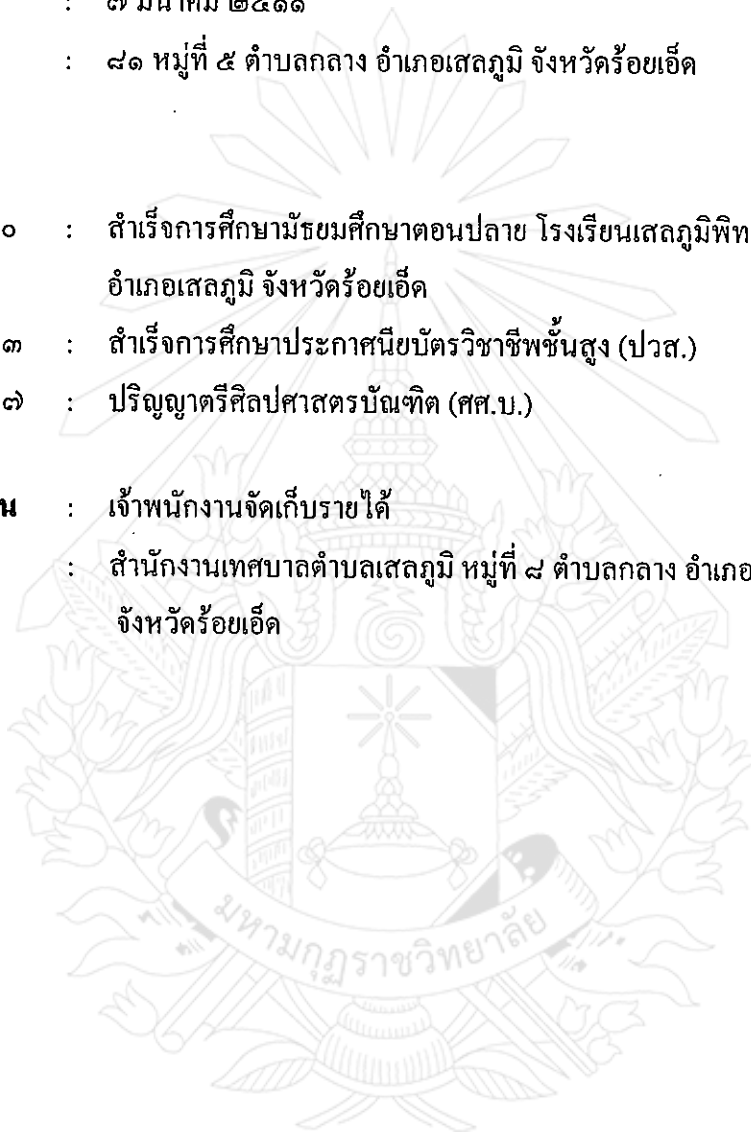 : ๗ มีนาคม ๒๕๑๑
: ๘๑ หมู่ที่ ๕ ตำบลกลาง อำเภอเสลภูมิ จังหวัดร้อยเอ็ด
๐ : สำเร็จการศึกษามัธยมศึกษาตอนปลาย โรงเรียนเสลภูมิพิท
อำเภอเสลภูมิ จังหวัดร้อยเอ็ด
๓ : สำเร็จการศึกษาประกาศนียบัตรวิชาชีพชั้นสูง (ปวส.)
๗ : ปริญญาตรีศิลปศาสตรบัณฑิต (ศศ.บ.)
น : เจ้าพนักงานจัดเก็บรายได้
: สำนักงานเทศบาลตำบลเสลภูมิ หมู่ที่ ๘ ตำบลกลาง อำเภอ
จังหวัดร้อยเอ็ด
มหามกุฏราชวิทยาลัย